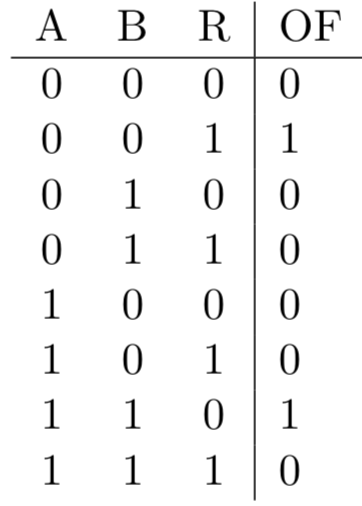 A B R OF
0 0 0 0
0 0 1 1
0 1 0 0
0 1 1 0
1 0 0 0
1 0 1 0
1 1 0 1
1 1 1 0